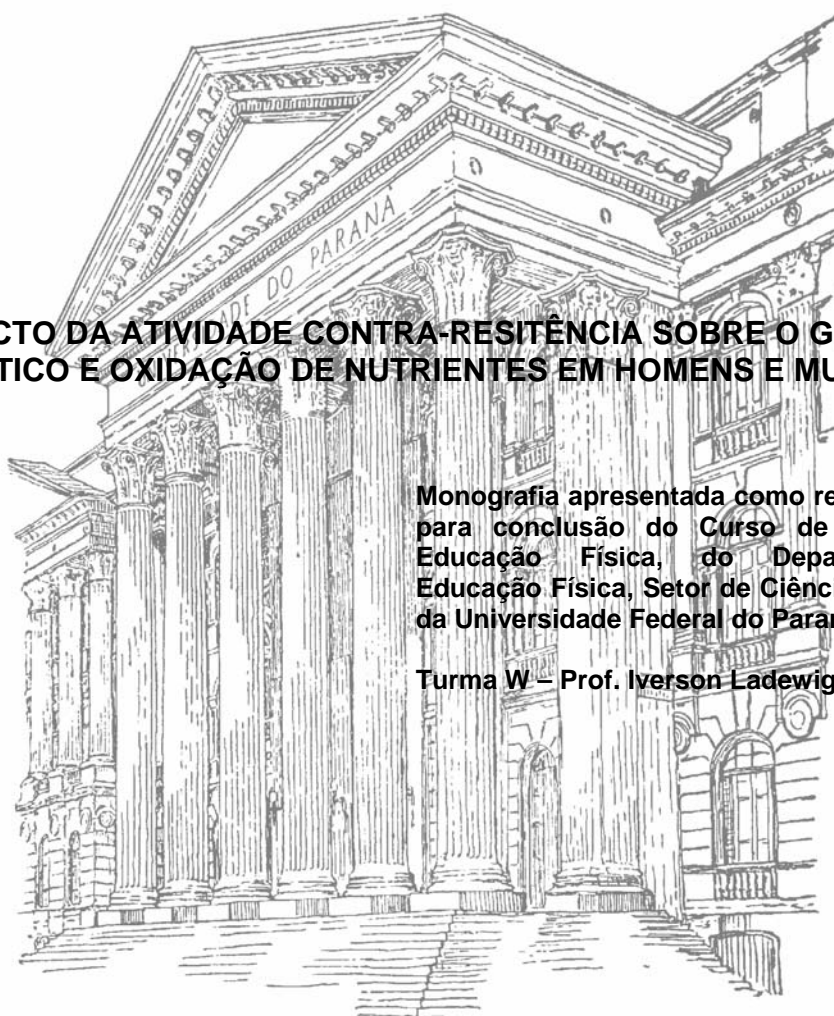 DE DO PARANÁ
CTO DA ATIVIDADE CONTRA-RESITÊNCIA SOBRE O G
TICO E OXIDAÇÃO DE NUTRIENTES EM HOMENS E MU
Monografia apresentada como re
para conclusão do Curso de
Educação Física, do Depa
Educação Física, Setor de Ciênc
da Universidade Federal do Paran
Turma W – Prof. Iverson Ladewig